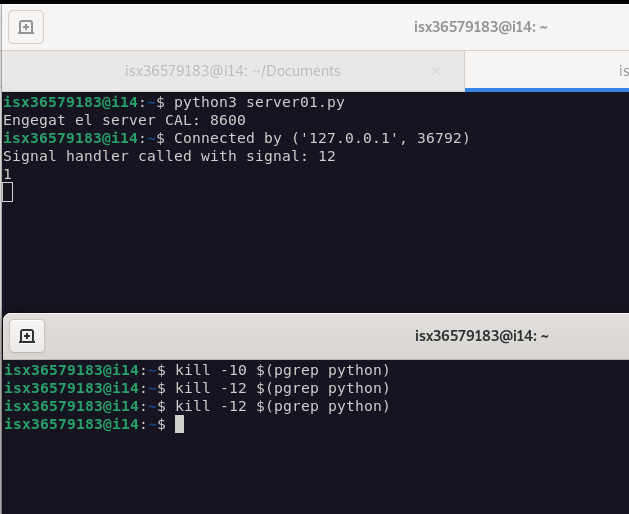 isx36579183@i14: ~
isx36579183@i14: ~/Documents
is
isx36579183@i14:~$ python3 server01.py
Engegat el server CAL: 8600
isx36579183@i14:~$ Connected by ('127.0.0.1', 36792)
Signal handler called with signal: 12
1
isx36579183@i14: ~
isx36579183@i14:~$ kill -10 $(pgrep python)
isx36579183@i14:~$ kill -12 $(pgrep python)
isx36579183@i14:~$ kill -12 $(pgrep python)
isx36579183@i14:~$